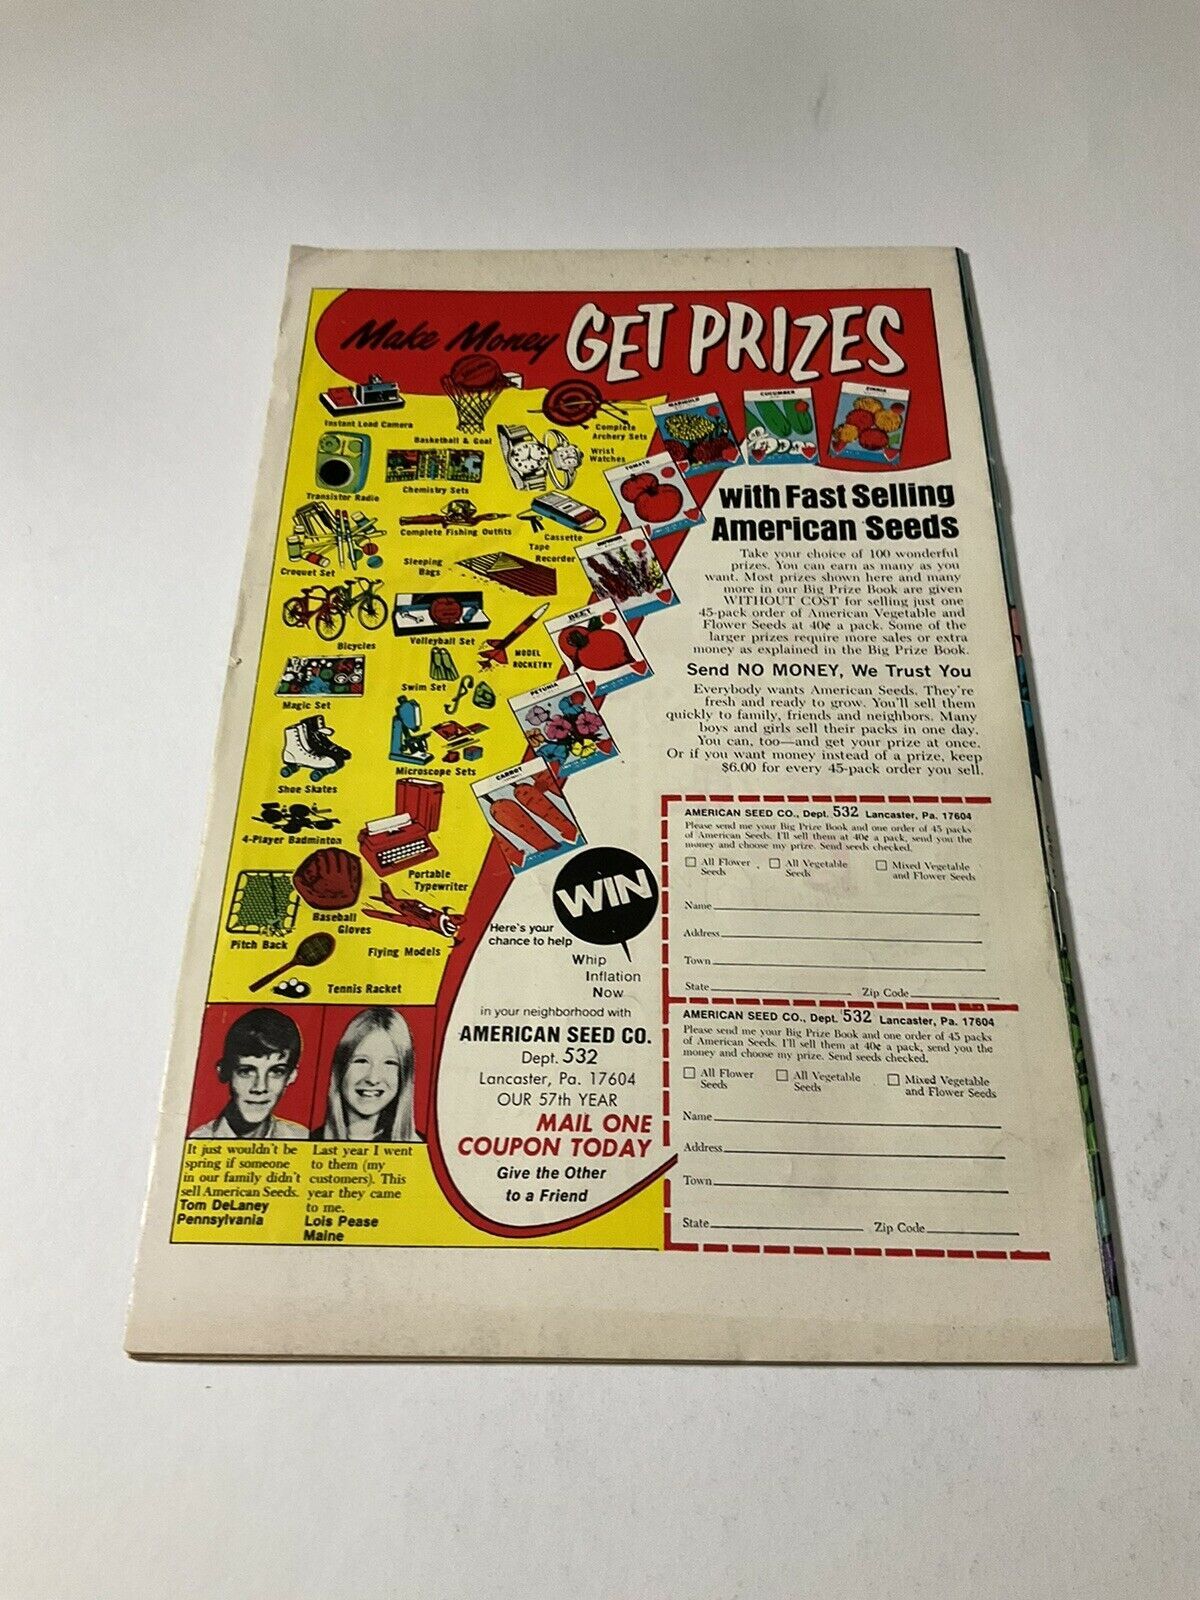 Make Money GET PRIZES
Instant Load Camera
Basketball & Goal
Complete
Archery Sets
Wrist
Watches
Transistor Radio
Chemistry Sets
Complete Fishing Outfits
Cassette
Tape
Recorder
Croquet Set
Sleeping
Bags
Bicycles
Volleyball Set
MODEL
ROCKETRY
Swim Set
Magic Set
Microscope Sets
Shoe Skates
4-Player Badminton
Portable
Typewriter
Baseball
Gloves
Pitch Back
Flying Models
Tennis Racket
MARIGOLD
CUCUMBER
ZINNIA
TOMATO
BEET
PETUNIA
CARROT
with Fast Selling
American Seeds
Take your choice of 100 wonderful
prizes. You can earn as many as you
want. Most prizes shown here and many
more in our Big Prize Book are given
WITHOUT COST for selling just one
45-pack order of American Vegetable and
Flower Seeds at 40¢ a pack. Some of the
larger prizes require more sales or extra
money as explained in the Big Prize Book.
Send NO MONEY, We Trust You
Everybody wants American Seeds. They're
fresh and ready to grow. You'll sell them
quickly to family, friends and neighbors. Many
boys and girls sell their packs in one day.
You can, too—and get your prize at once.
Or if you want money instead of a prize, keep
$6.00 for every 45-pack order you sell.
AMERICAN SEED CO., Dept. 532 Lancaster, Pa. 17604
Please send me your Big Prize Book and one order of 45 packs
of American Seeds. I'll sell them at 40¢ a pack, send you the
money and choose my prize. Send seeds checked.
All Flower
Seeds
All Vegetable
Seeds
Mixed Vegetable
and Flower Seeds
Name
Address
Town
State Zip Code
AMERICAN SEED CO., Dept. 532 Lancaster, Pa. 17604
Please send me your Big Prize Book and one order of 45 packs
of American Seeds. I'll sell them at 40¢ a pack, send you the
money and choose my prize. Send seeds checked.
All Flower
Seeds
All Vegetable
Seeds
Mixed Vegetable
and Flower Seeds
Name
Address
Town
State Zip Code
WIN
Here's your
chance to help
Whip
Inflation
Now
in your neighborhood with
AMERICAN SEED CO.
Dept. 532
Lancaster, Pa. 17604
OUR 57th YEAR
MAIL ONE
COUPON TODAY
Give the Other
to a Friend
It just wouldn't be
spring if someone
in our family didn't
sell American Seeds.
Tom DeLaney
Pennsylvania
Last year I went
to them (my
customers). This
year they came
to me.
Lois Pease
Maine